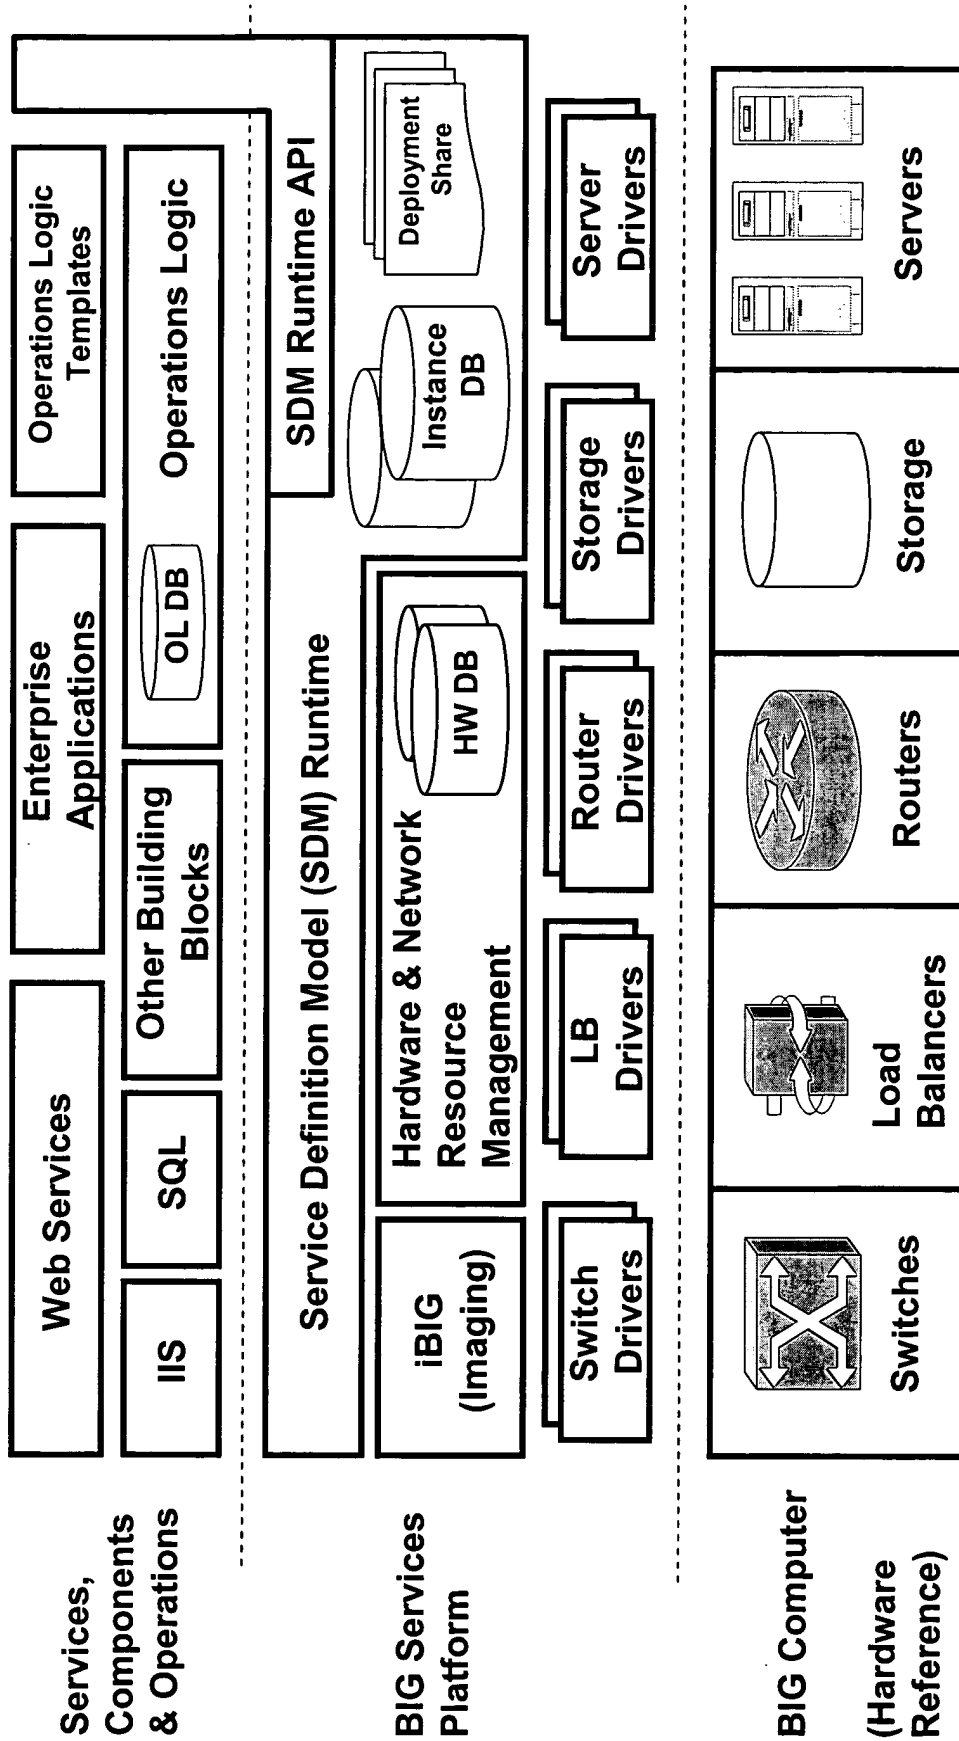 Services,
Components
& Operations
Web Services
Enterprise
Applications
Operations Logic
Templates
IIS
SQL
Other Building
Blocks
OL DB
Operations Logic
BIG Services
Platform
Service Definition Model (SDM) Runtime
SDM Runtime API
iBIG
(Imaging)
Hardware & Network
Resource
Management
HW DB
Instance
DB
Deployment
Share
Switch
Drivers
LB
Drivers
Router
Drivers
Storage
Drivers
Server
Drivers
BIG Computer
(Hardware
Reference)
Switches
Load
Balancers
Routers
Storage
Servers